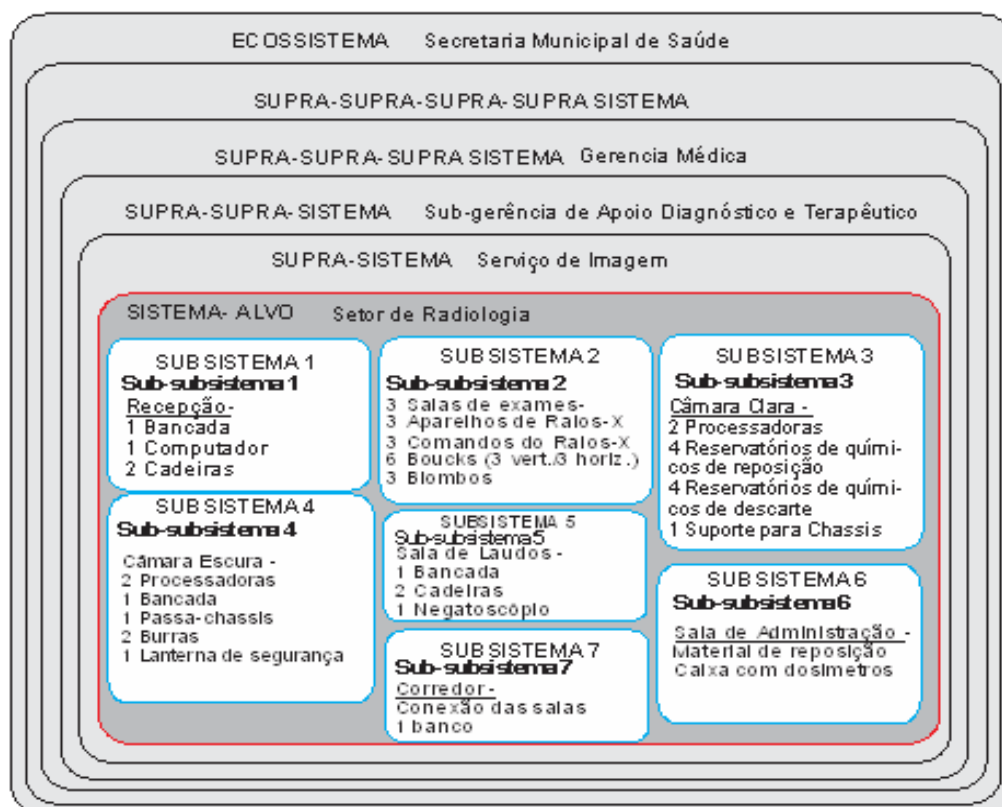 ECOSSISTEMA Secretaria Municipal de Saúde
SUPRA-SUPRA-SUPRA-SUPRA SISTEMA
SUPRA-SUPRA-SUPRA SISTEMA Gerencia Médica
SUPRA-SUPRA-SISTEMA Sub-gerência de Apoio Diagnóstico e Terapêutico
SUPRA-SISTEMA Serviço de Imagem
SISTEMA- ALVO Setor de Radiologia
SUBSISTEMA 1
Sub-subsistema 1
Recepção-
1 Bancada
1 Computador
2 Cadeiras
SUBSISTEMA 2
Sub-subsistema 2
3 Salas de exames-
3 Aparelhos de Raios-X
3 Comandos do Raios-X
6 Boucks (3 vert./3 horiz.)
3 Biombos
SUBSISTEMA 3
Sub-subsistema 3
Câmara Clara -
2 Processadoras
4 Reservatórios de quími-
cos de reposição
4 Reservatórios de quími-
cos de descarte
1 Suporte para Chassis
SUBSISTEMA 4
Sub-subsistema 4
Câmara Escura -
2 Processadoras
1 Bancada
1 Passa-chassis
2 Burras
1 Lanterna de segurança
SUBSISTEMA 5
Sub-subsistema 5
Sala de Laudos -
1 Bancada
2 Cadeiras
1 Negatoscópio
SUBSISTEMA 6
Sub-subsistema 6
Sala de Administração -
Material de reposição
Caixa com dosimetros
SUBSISTEMA 7
Sub-subsistema 7
Corredor -
Conexão das salas
1 banco